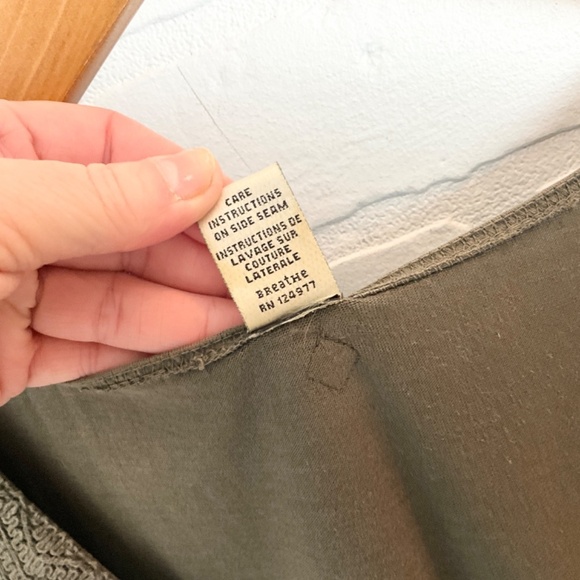 CARE
INSTRUCTIONS
ON SIDE SEAM
INSTRUCTIONS DE
LAVAGE SUR
COUTURE
LATERALE
BReatHe
RN 124977